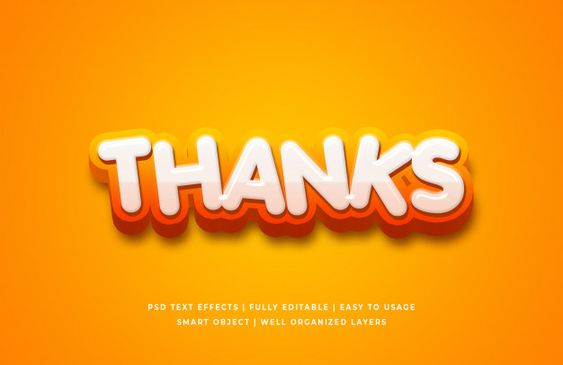 THANKS
PSD TEXT EFFECTS | FULLY EDITABLE | EASY TO USAGE
SMART OBJECT | WELL ORGANIZED LAYERS